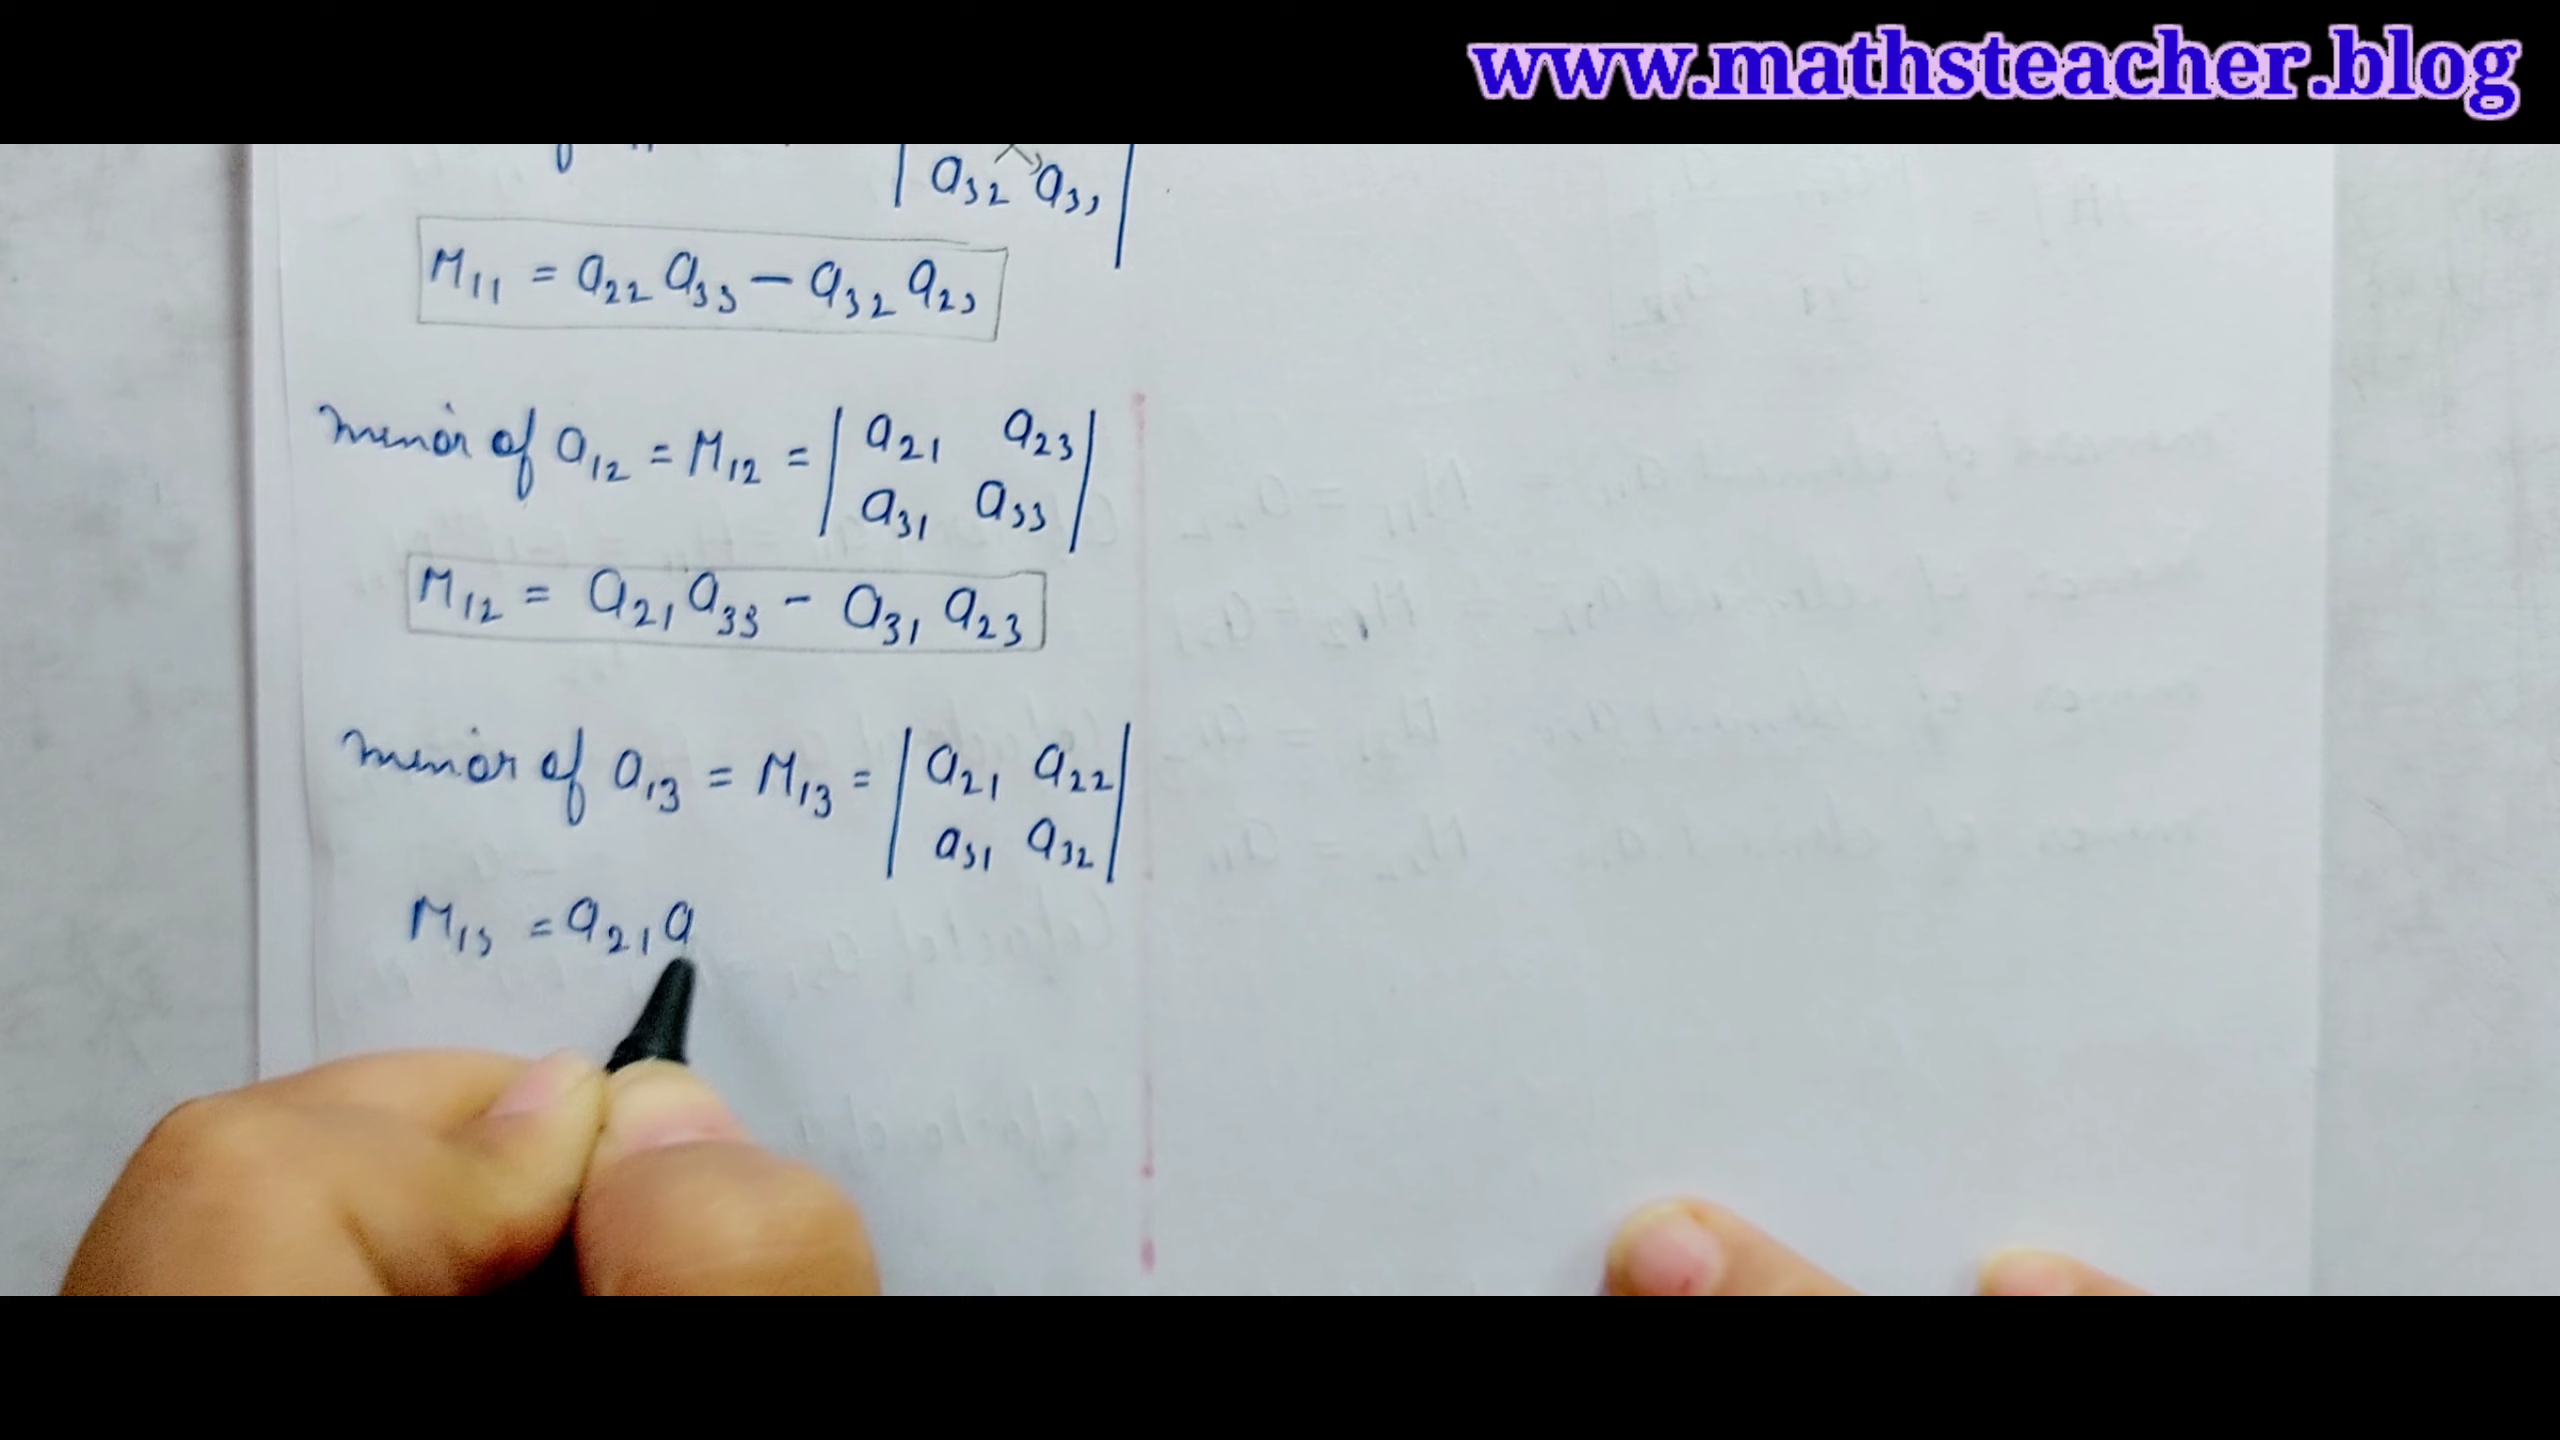 www.mathsteacher.blog
a32 a33
M11 = a22 a33 – a32 a23
minor of a12 = M12 = | a21 a23 |
| a31 a33 |
M12 = a21 a33 – a31 a23
minor of a13 = M13 = | a21 a22 |
| a31 a32 |
M13 = a21 a